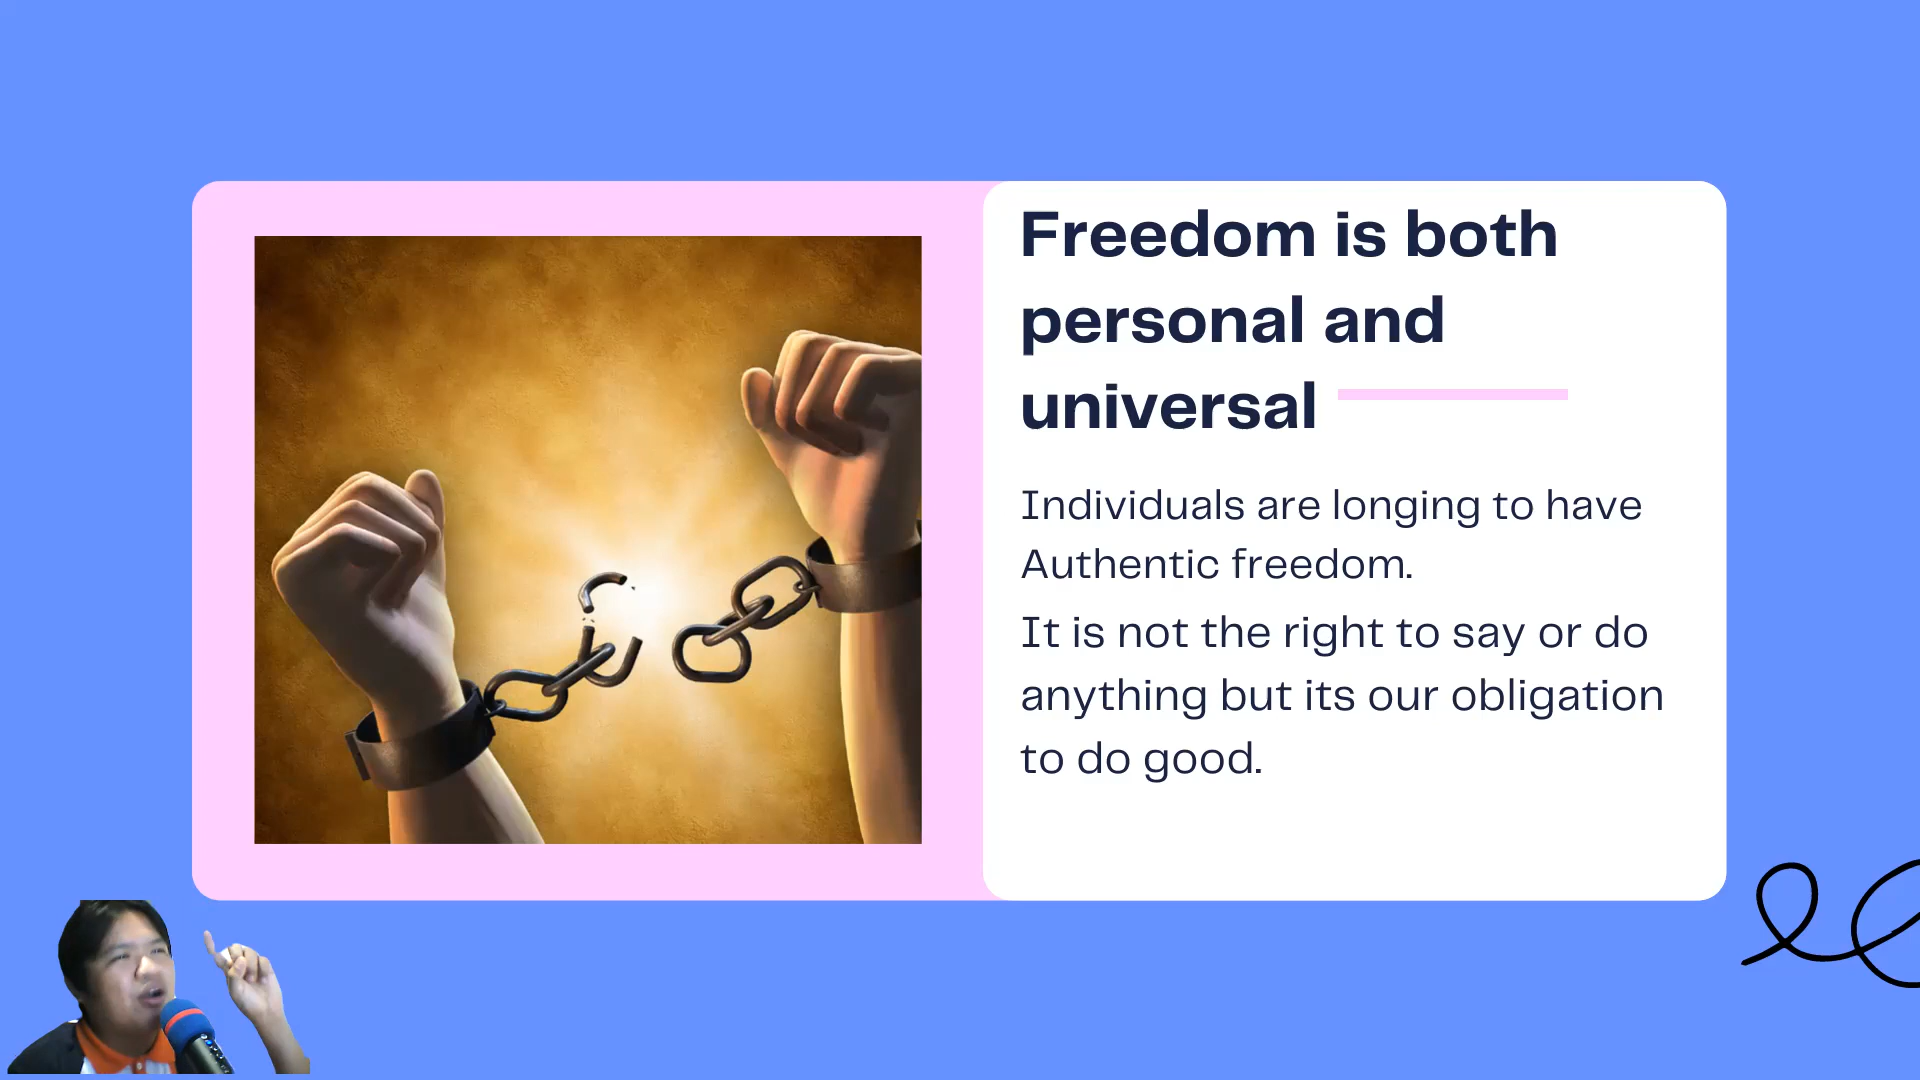 Freedom is both
personal and
universal
Individuals are longing to have
Authentic freedom.
It is not the right to say or do
anything but its our obligation
to do good.